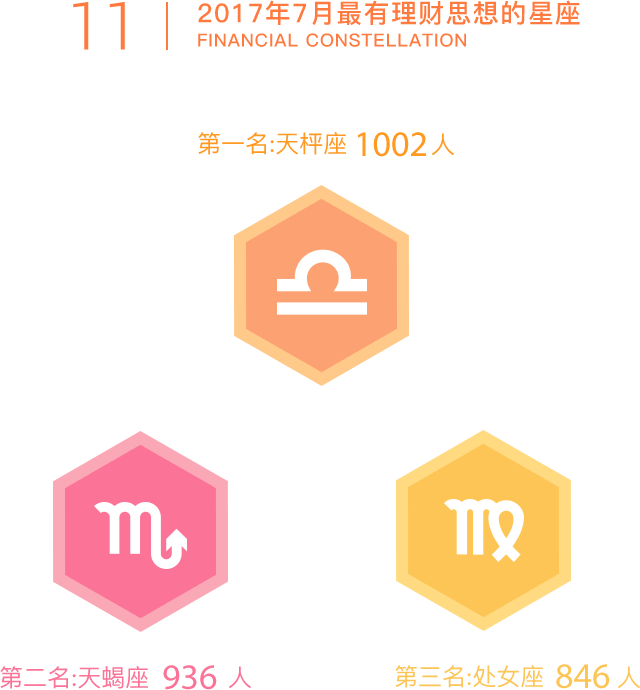 11
2017年7月最有理财思想的星座
FINANCIAL CONSTELLATION
第一名:天秤座 1002人
第二名:天蝎座 936 人
第三名:处女座 846 人